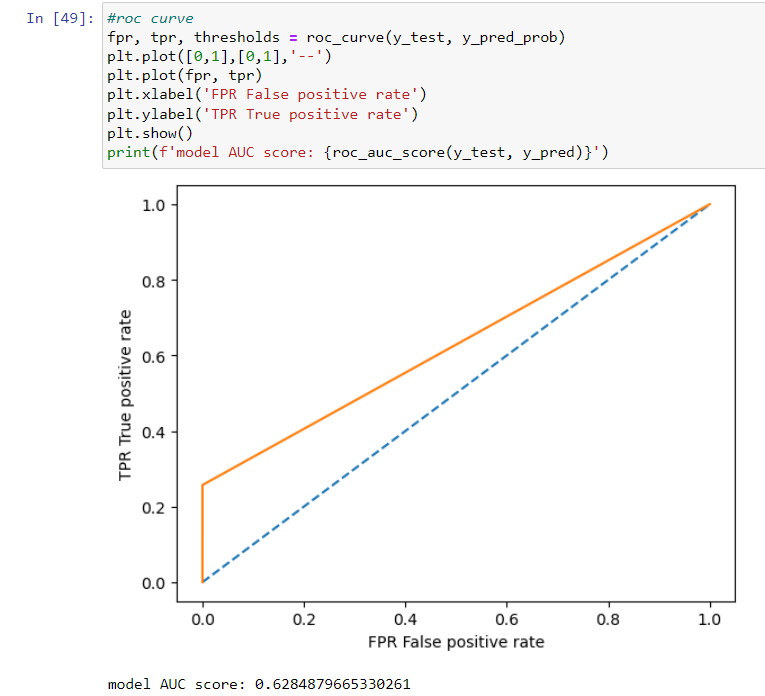 In [49]: #roc curve
fpr, tpr, thresholds = roc_curve(y_test, y_pred_prob)
plt.plot([0,1],[0,1],'--')
plt.plot(fpr, tpr)
plt.xlabel('FPR False positive rate')
plt.ylabel('TPR True positive rate')
plt.show()
print(f'model AUC score: {roc_auc_score(y_test, y_pred)}')
1.0
0.8
0.6
0.4
0.2
0.0
TPR True positive rate
0.0 0.2 0.4 0.6 0.8 1.0
FPR False positive rate
model AUC score: 0.6284879665330261